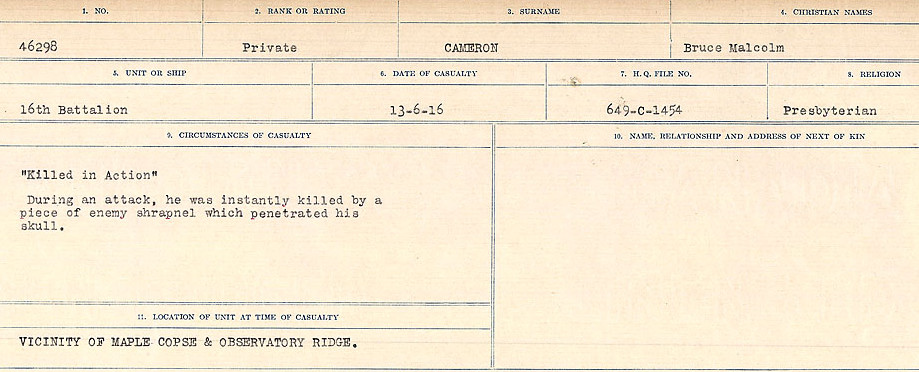 1. NO. 2. RANK OR RATING 3. SURNAME 4. CHRISTIAN NAMES
46298 Private CAMERON Bruce Malcolm
5. UNIT OR SHIP 6. DATE OF CASUALTY 7. H.Q. FILE NO. 8. RELIGION
16th Battalion 13-6-16 649-C-1454 Presbyterian
9. CIRCUMSTANCES OF CASUALTY 10. NAME, RELATIONSHIP AND ADDRESS OF NEXT OF KIN
"Killed in Action"
During an attack, he was instantly killed by a
piece of enemy shrapnel which penetrated his
skull.
11. LOCATION OF UNIT AT TIME OF CASUALTY
VICINITY OF MAPLE COPSE & OBSERVATORY RIDGE.